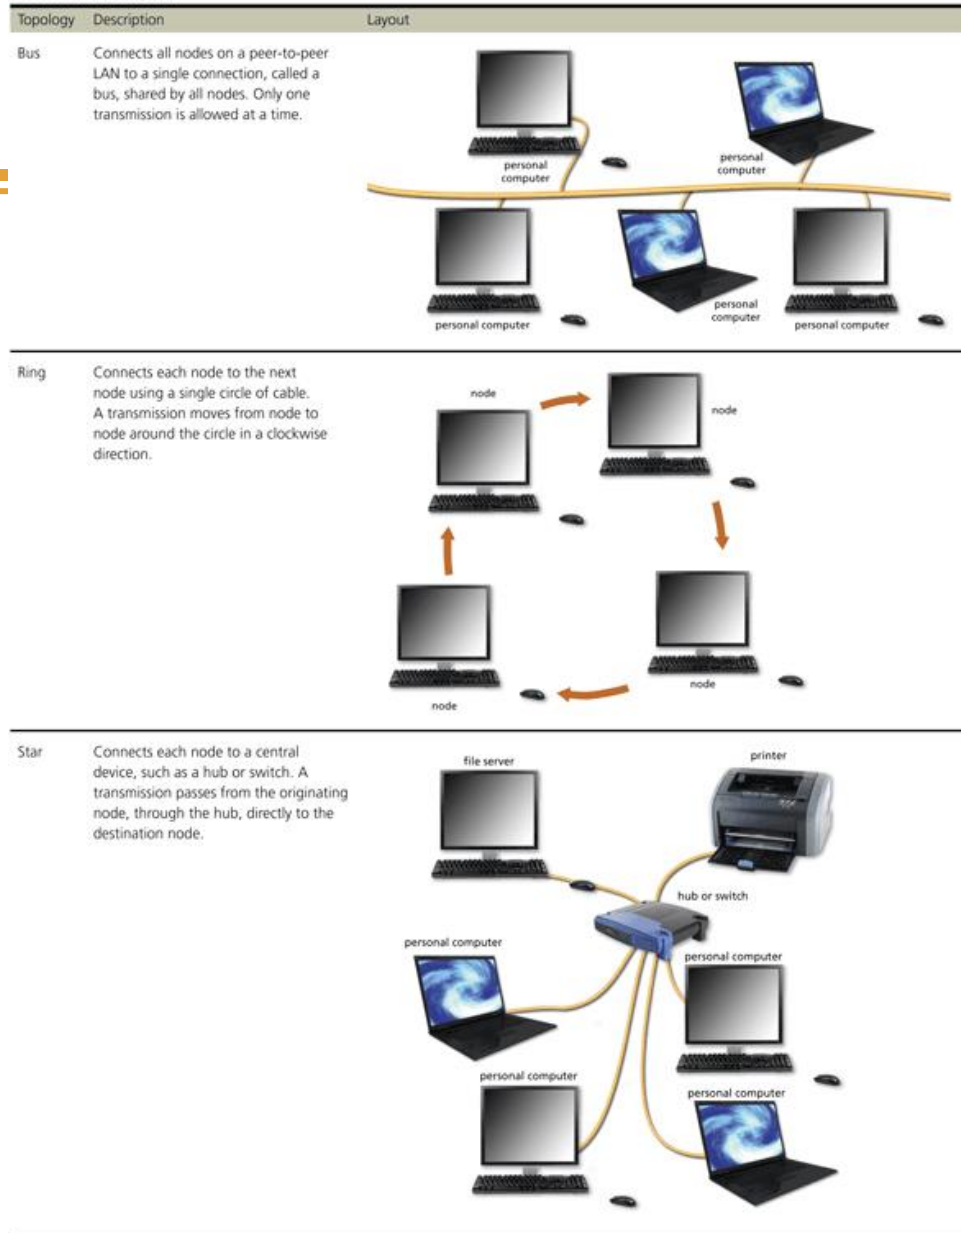 Topology Description Layout
Bus
Connects all nodes on a peer-to-peer
LAN to a single connection, called a
bus, shared by all nodes. Only one
transmission is allowed at a time.
personal
computer
personal
computer
personal computer
personal
computer
personal computer
Ring
Connects each node to the next
node using a single circle of cable.
A transmission moves from node to
node around the circle in a clockwise
direction.
node
node
node
node
Star
Connects each node to a central
device, such as a hub or switch. A
transmission passes from the originating
node, through the hub, directly to the
destination node.
file server
printer
hub or switch
personal computer
personal computer
personal computer
personal computer